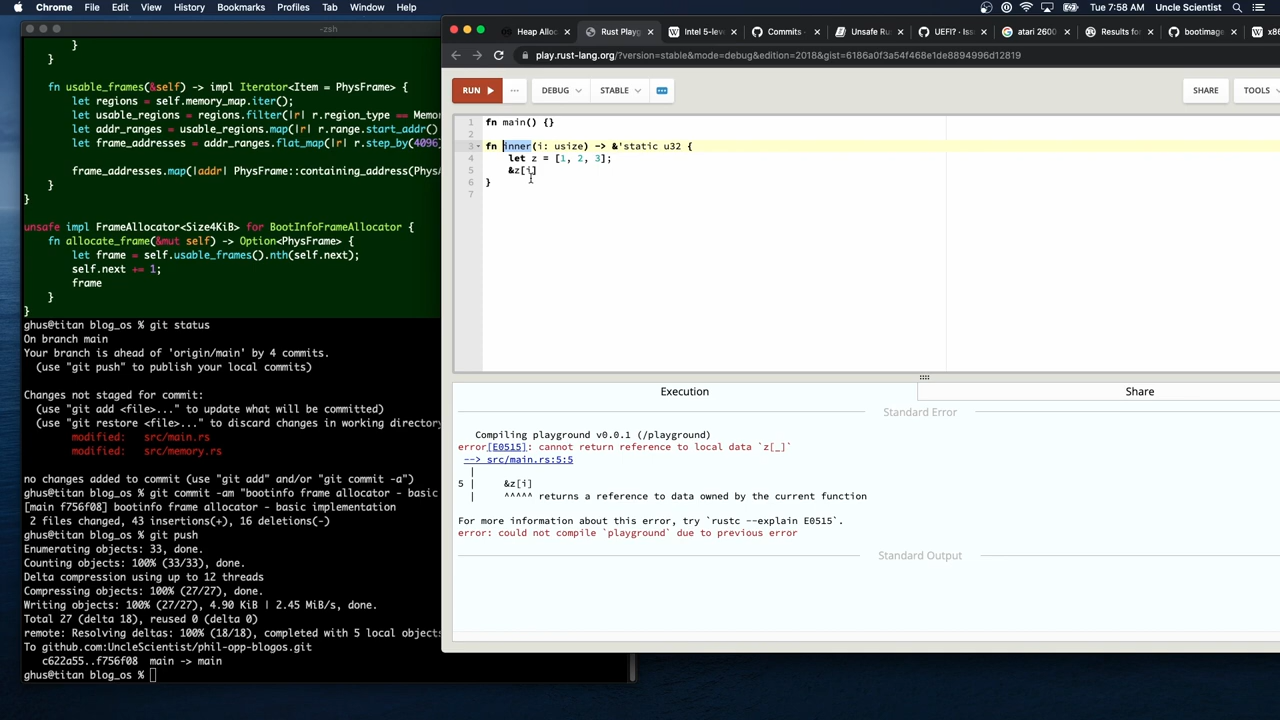 Chrome File Edit View History Bookmarks Profiles Tab Window Help
Tue 7:58 AM Uncle Scientist
-zsh
}
}
fn usable_frames(&self) -> impl Iterator<Item = PhysFrame> {
let regions = self.memory_map.iter();
let usable_regions = regions.filter(|r| r.region_type == Memor
let addr_ranges = usable_regions.map(|r| r.range.start_addr()
let frame_addresses = addr_ranges.flat_map(|r| r.step_by(4096)
frame_addresses.map(|addr| PhysFrame::containing_address(PhysA
}
}
unsafe impl FrameAllocator<Size4KiB> for BootInfoFrameAllocator {
fn allocate_frame(&mut self) -> Option<PhysFrame> {
let frame = self.usable_frames().nth(self.next);
self.next += 1;
frame
}
}
ghus@titan blog_os % git status
On branch main
Your branch is ahead of 'origin/main' by 4 commits.
(use "git push" to publish your local commits)
Changes not staged for commit:
(use "git add <file>..." to update what will be committed)
(use "git restore <file>..." to discard changes in working directory
modified: src/main.rs
modified: src/memory.rs
no changes added to commit (use "git add" and/or "git commit -a")
ghus@titan blog_os % git commit -am "bootinfo frame allocator - basic
[main f756f08] bootinfo frame allocator - basic implementation
2 files changed, 43 insertions(+), 16 deletions(-)
ghus@titan blog_os % git push
Enumerating objects: 33, done.
Counting objects: 100% (33/33), done.
Delta compression using up to 12 threads
Compressing objects: 100% (27/27), done.
Writing objects: 100% (27/27), 4.90 KiB | 2.45 MiB/s, done.
Total 27 (delta 18), reused 0 (delta 0)
remote: Resolving deltas: 100% (18/18), completed with 5 local objects
To github.com:UncleScientist/phil-opp-blogos.git
c622a55..f756f08 main -> main
ghus@titan blog_os %
Heap Alloc Rust Playg Intel 5-leve Commits - Unsafe Ru UEFI? · Is atari 2600 Results for bootimage x86
play.rust-lang.org/?version=stable&mode=debug&edition=2018&gist=6186a0f3a54f468e1de8894996d12819
RUN ... DEBUG STABLE SHARE TOOLS
1 fn main() {}
2
3 fn inner(i: usize) -> &'static u32 {
4 let z = [1, 2, 3];
5 &z[i]
6 }
7
Execution Share
Standard Error
Compiling playground v0.0.1 (/playground)
error[E0515]: cannot return reference to local data `z[_]`
--> src/main.rs:5:5
|
5 | &z[i]
| ^^^^^ returns a reference to data owned by the current function
For more information about this error, try `rustc --explain E0515`.
error: could not compile `playground` due to previous error
Standard Output